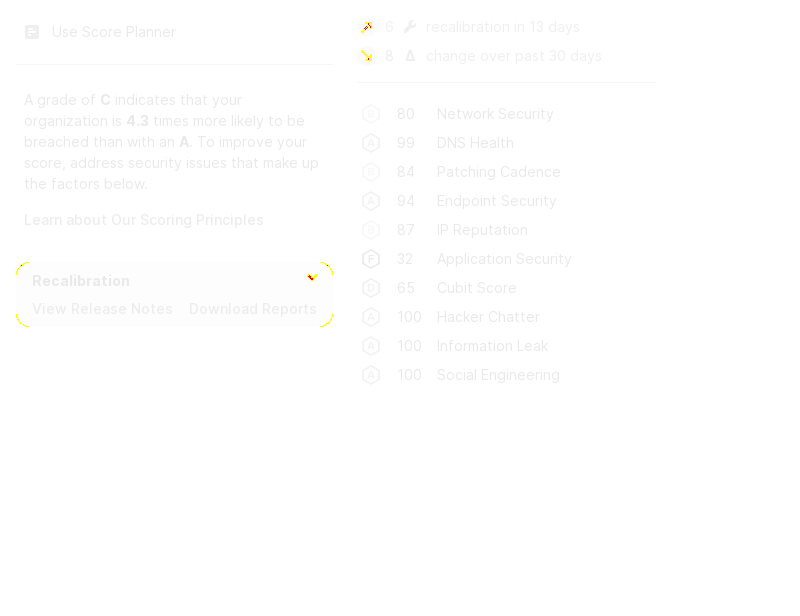 Use Score Planner
A grade of C indicates that your
organization is 4.3 times more likely to be
breached than with an A. To improve your
score, address security issues that make up
the factors below.
Learn about Our Scoring Principles
Recalibration
View Release Notes Download Reports
6 recalibration in 13 days
8 Δ change over past 30 days
B 80 Network Security
A 99 DNS Health
B 84 Patching Cadence
A 94 Endpoint Security
B 87 IP Reputation
F 32 Application Security
D 65 Cubit Score
A 100 Hacker Chatter
A 100 Information Leak
A 100 Social Engineering